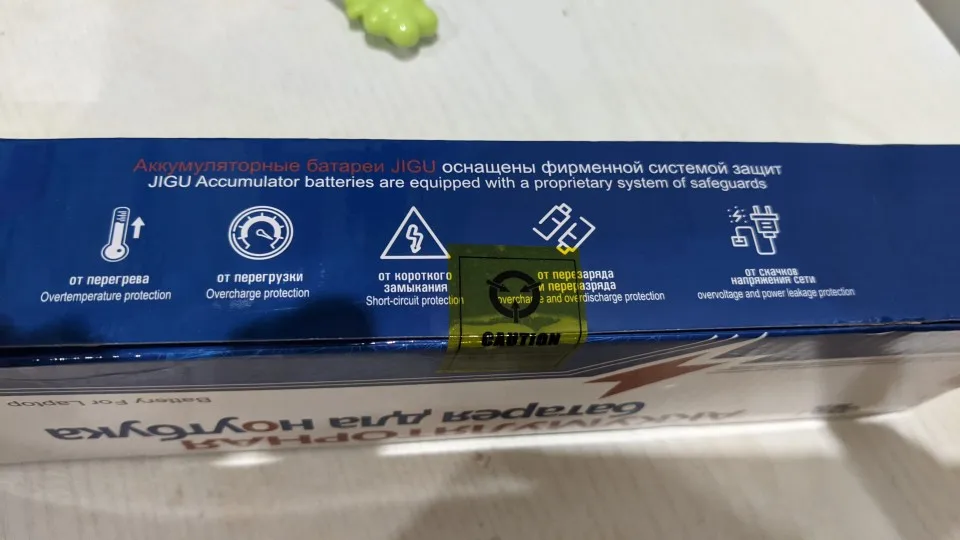 Аккумуляторные батареи JIGU оснащены фирменной системой защит
JIGU Accumulator batteries are equipped with a proprietary system of safeguards
от перегрева
Overtemperature protection
от перегрузки
Overcharge protection
от короткого
замыкания
Short-circuit protection
от перезаряда
и переразряда
overcharge and overdischarge protection
от скачков
напряжения сети
overvoltage and power leakage protection
CAUTION
АККУМУЛЯТОРНАЯ
батарея для ноутбука
Battery For Laptop